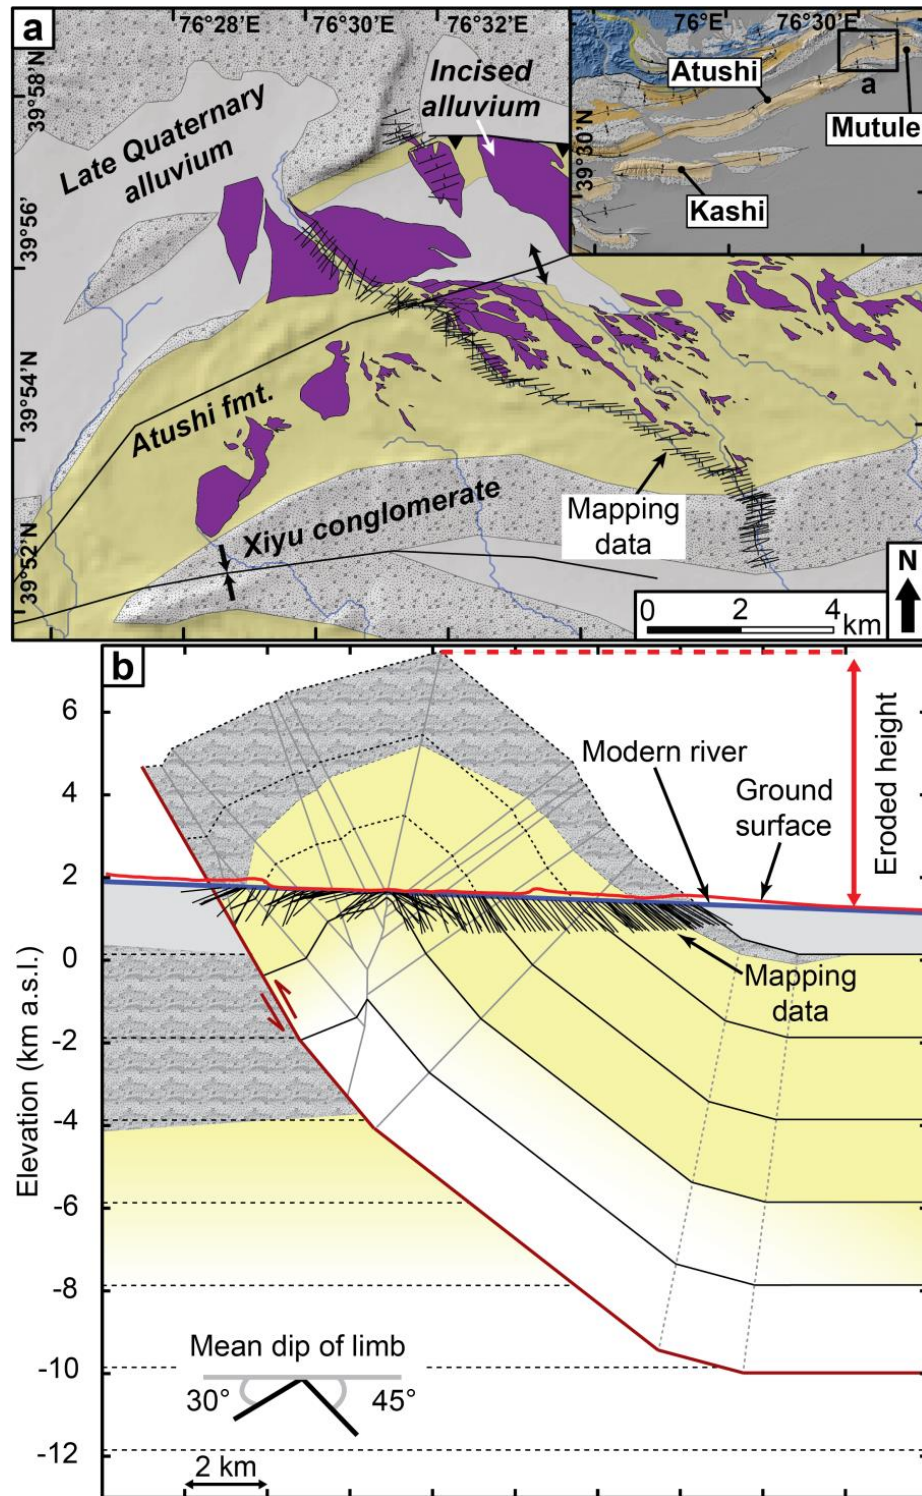 a
76°28'E
76°30'E
76°32'E
39°58'N
39°56'N
39°54'N
39°52'N
Late Quaternary
alluvium
Incised
alluvium
76°E
76°30'E
39°30'N
Atushi
a
Mutule
Kashi
Atushi fmt.
Xiyu conglomerate
Mapping
data
N
0 2 4
km
b
Elevation (km a.s.l.)
6
4
2
0
-2
-4
-6
-8
-10
-12
Modern river
Ground
surface
Eroded height
Mapping
data
Mean dip of limb
30° 45°
2 km